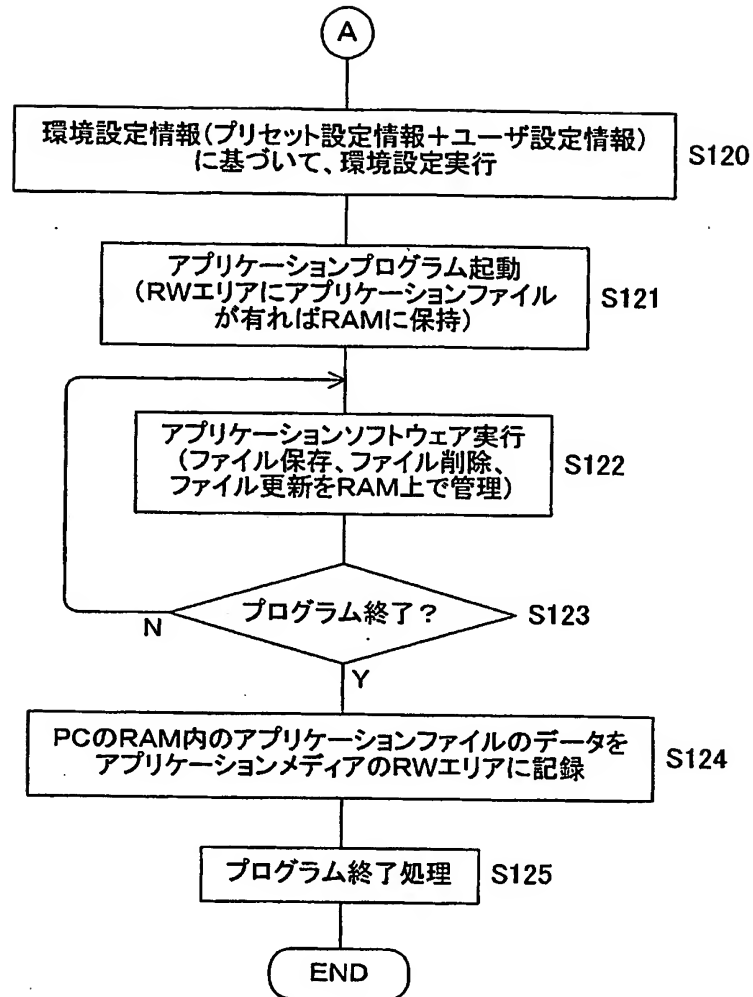 A
環境設定情報(プリセット設定情報+ユーザ設定情報)
に基づいて、環境設定実行
S120
アプリケーションプログラム起動
(RWエリアにアプリケーションファイル
が有ればRAMに保持)
S121
アプリケーションソフトウェア実行
(ファイル保存、ファイル削除、
ファイル更新をRAM上で管理)
S122
プログラム終了?
S123
N
Y
PCのRAM内のアプリケーションファイルのデータを
アプリケーションメディアのRWエリアに記録
S124
プログラム終了処理
S125
END